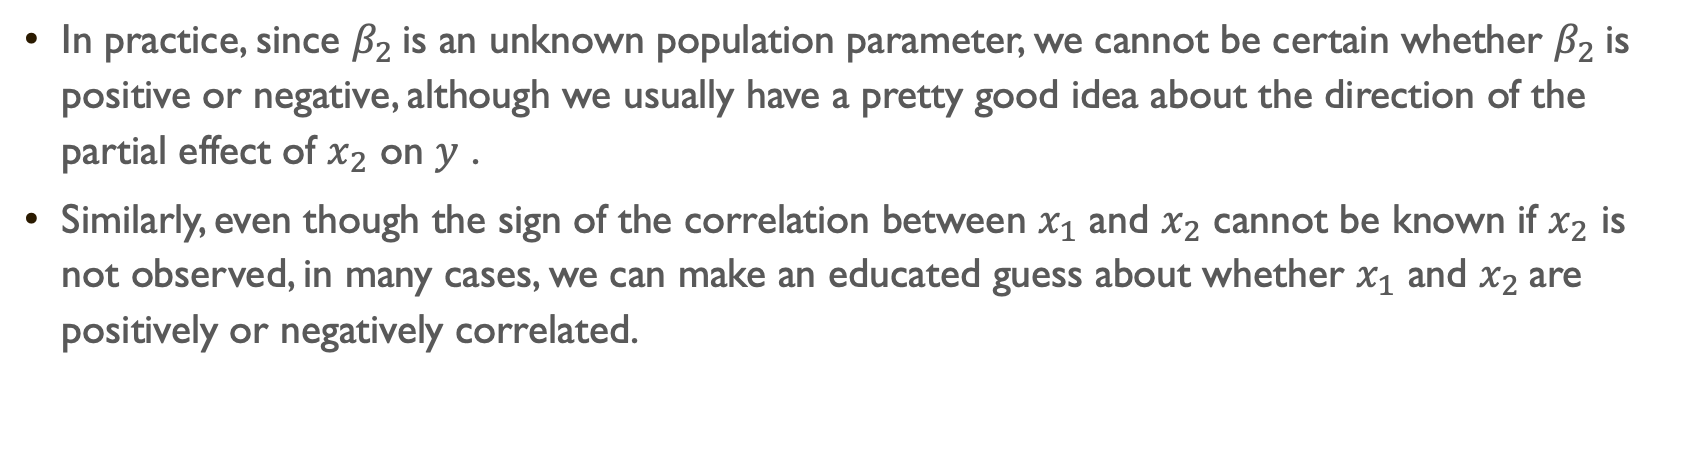 • In practice, since β₂ is an unknown population parameter, we cannot be certain whether β₂ is
positive or negative, although we usually have a pretty good idea about the direction of the
partial effect of x₂ on y .
• Similarly, even though the sign of the correlation between x₁ and x₂ cannot be known if x₂ is
not observed, in many cases, we can make an educated guess about whether x₁ and x₂ are
positively or negatively correlated.